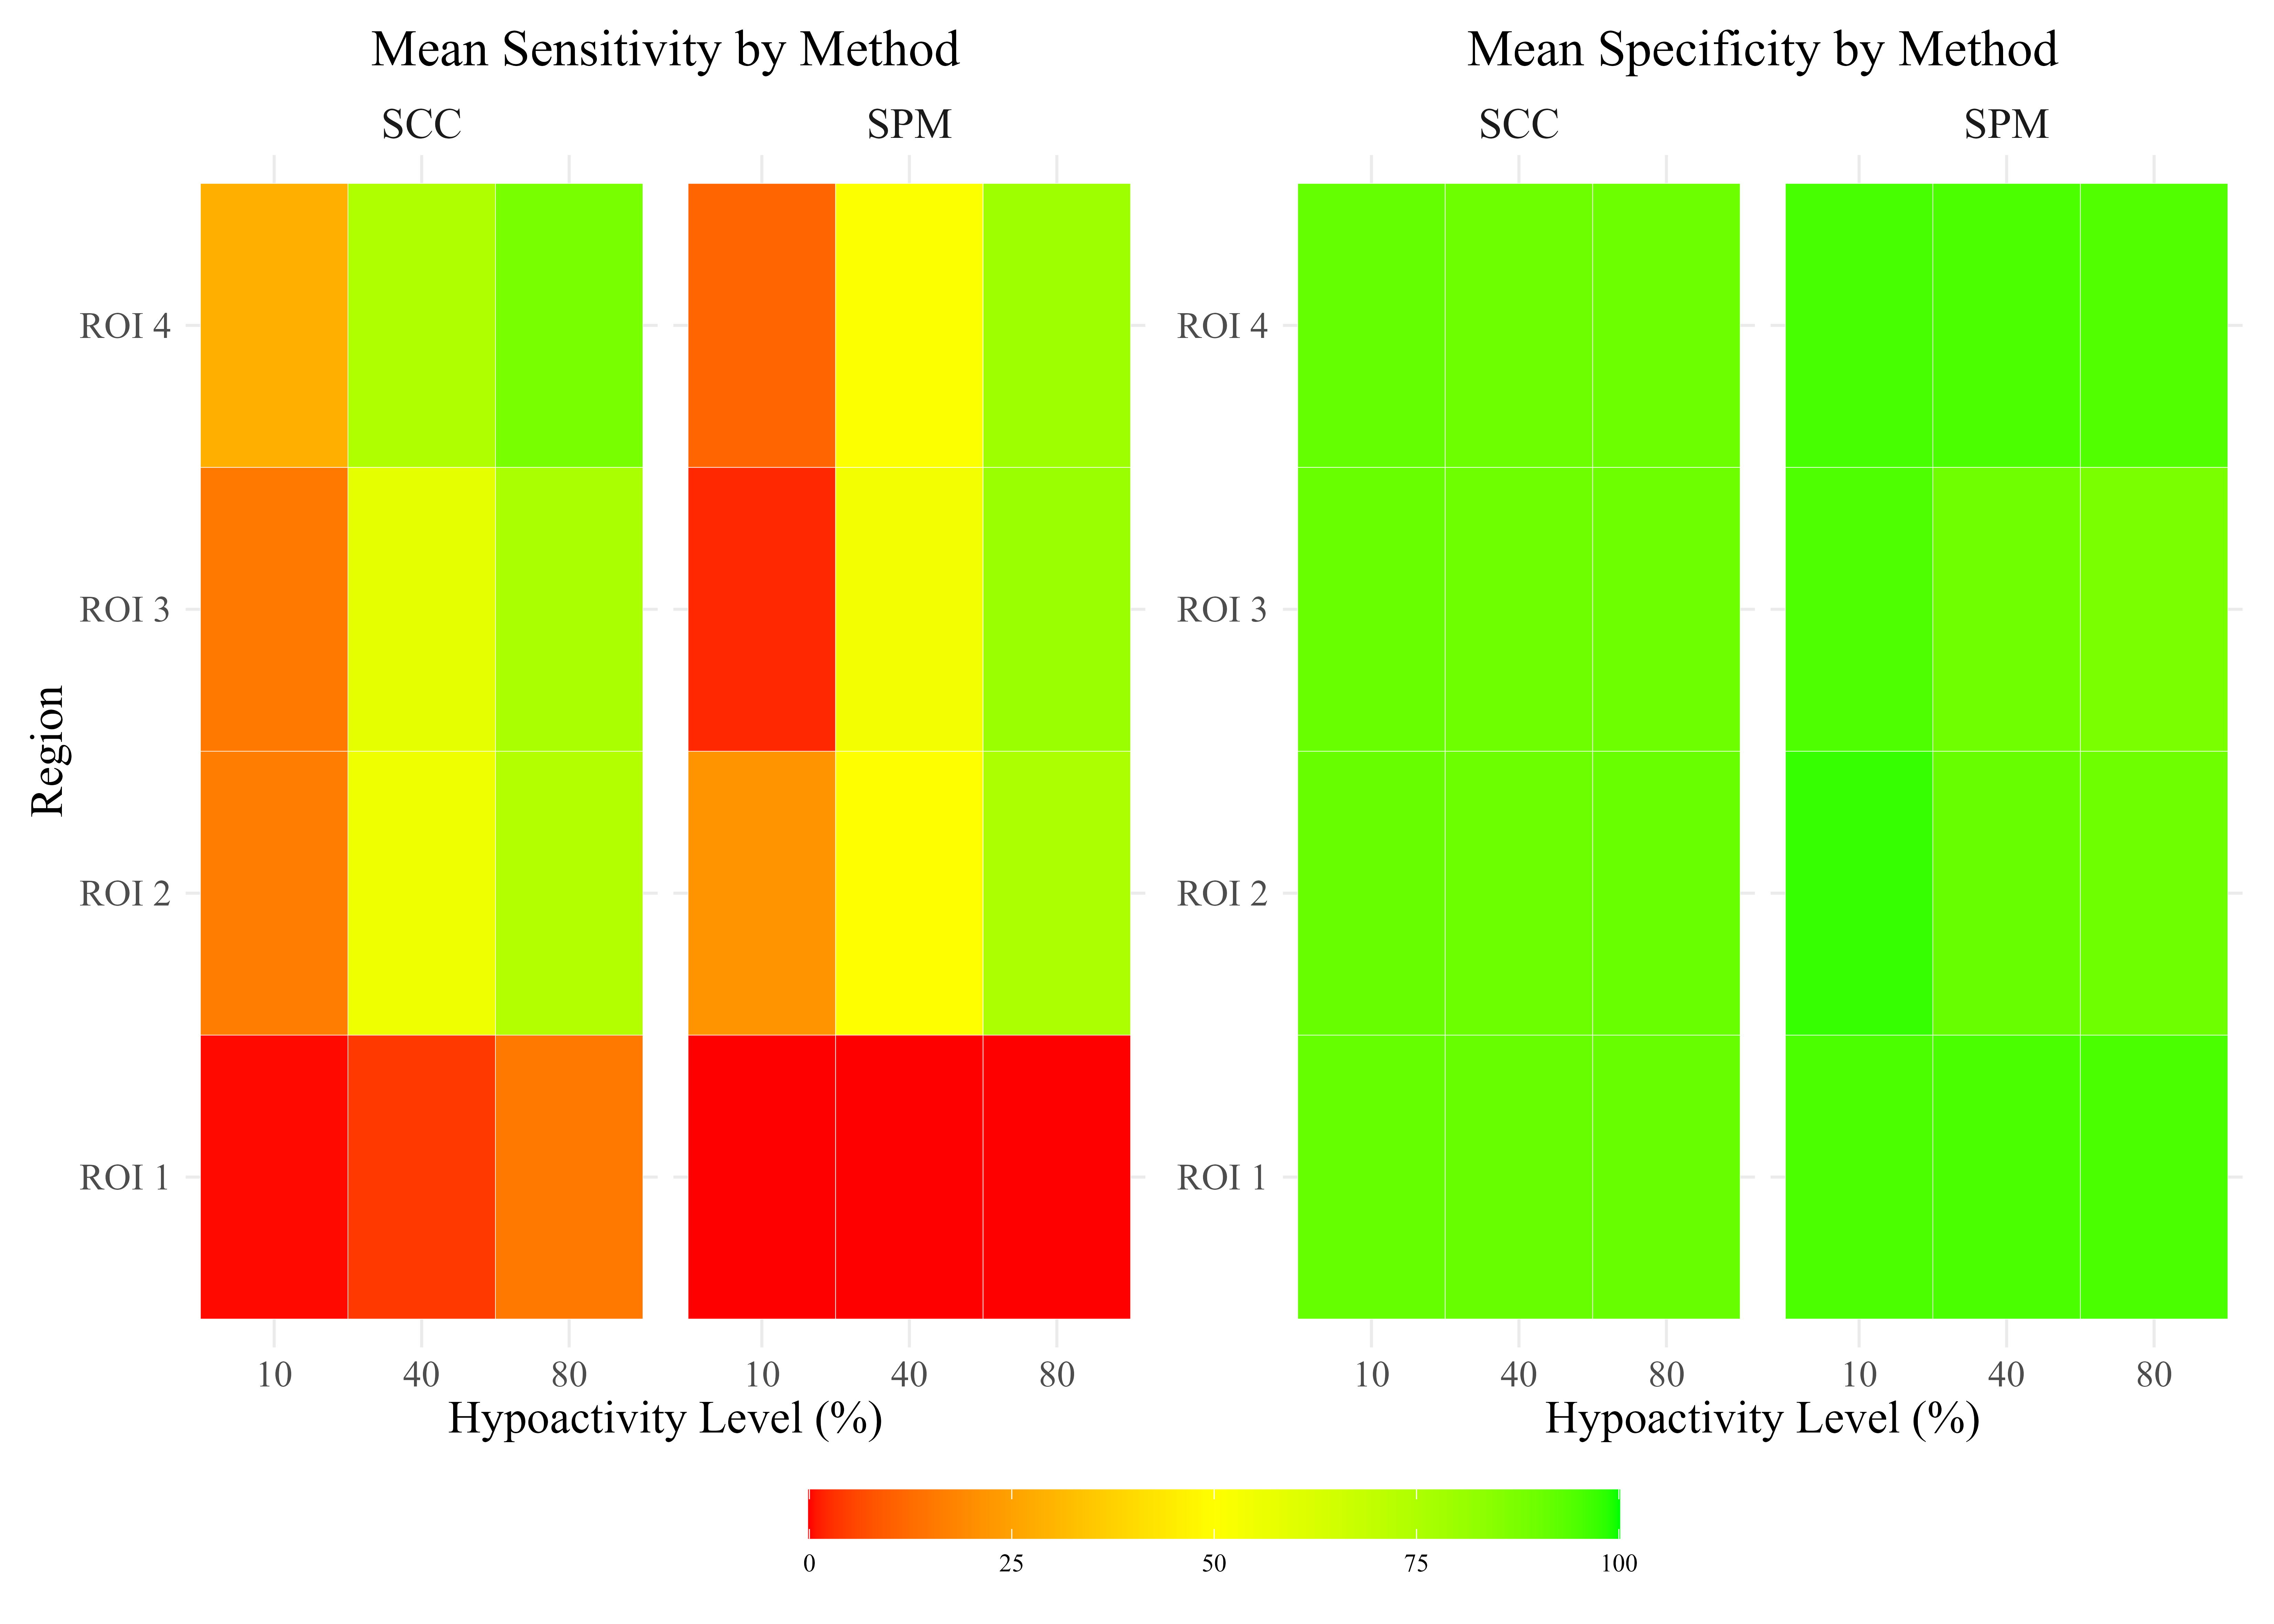 Mean Sensitivity by Method
Mean Specificity by Method
SCC
SPM
SCC
SPM
Region
ROI 4
ROI 3
ROI 2
ROI 1
ROI 4
ROI 3
ROI 2
ROI 1
10 40 80
10 40 80
10 40 80
10 40 80
Hypoactivity Level (%)
Hypoactivity Level (%)
0 25 50 75 100